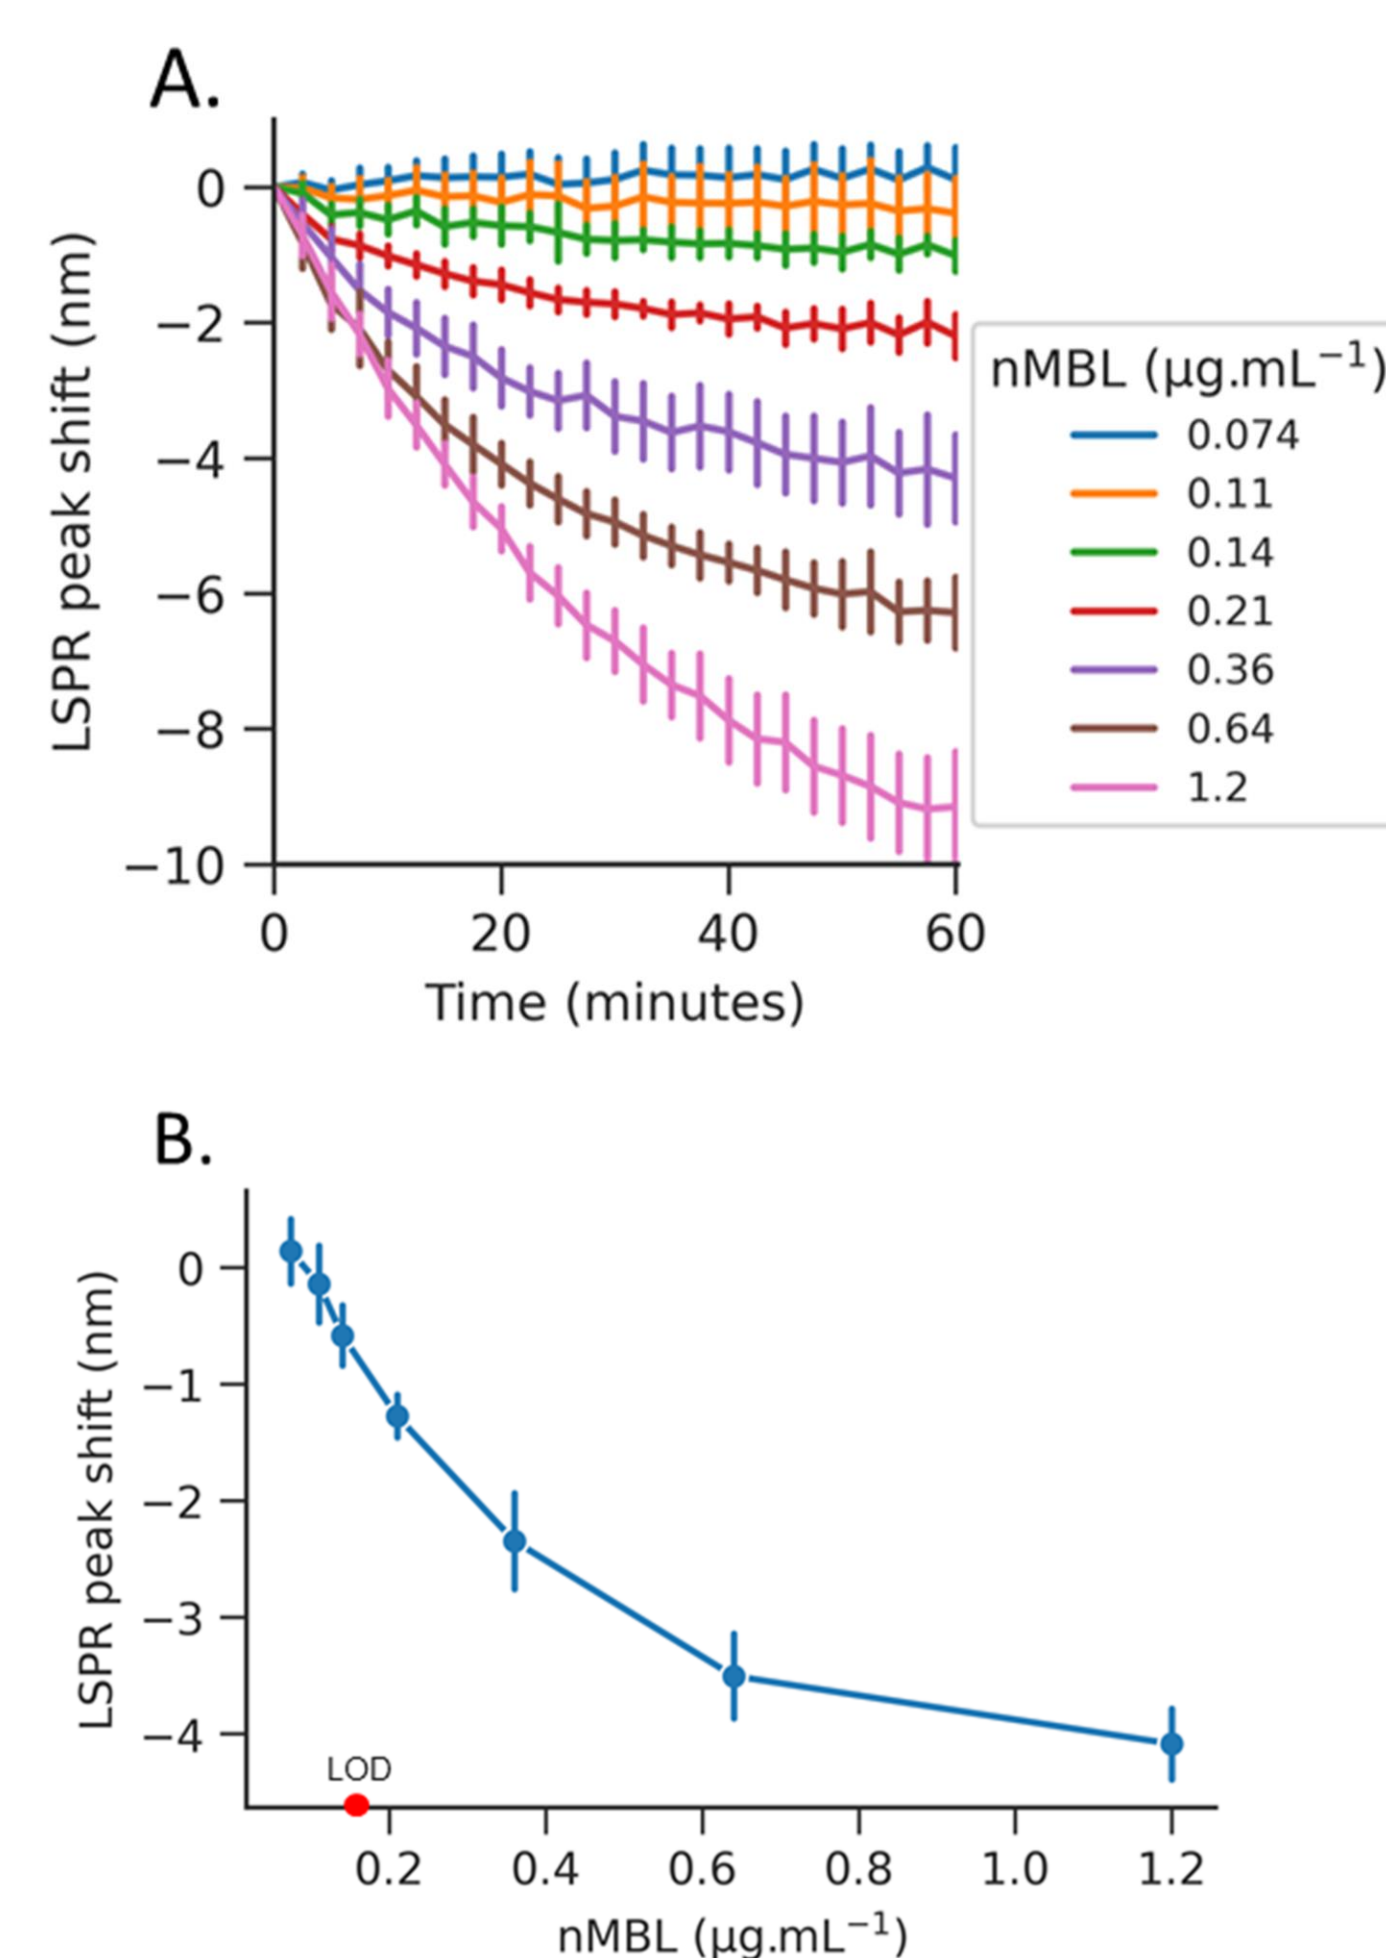 A.
LSPR peak shift (nm)
0
−2
−4
−6
−8
−10
0 20 40 60
Time (minutes)
nMBL (µg.mL⁻¹)
0.074
0.11
0.14
0.21
0.36
0.64
1.2
B.
LSPR peak shift (nm)
0
−1
−2
−3
−4
LOD
0.2 0.4 0.6 0.8 1.0 1.2
nMBL (µg.mL⁻¹)